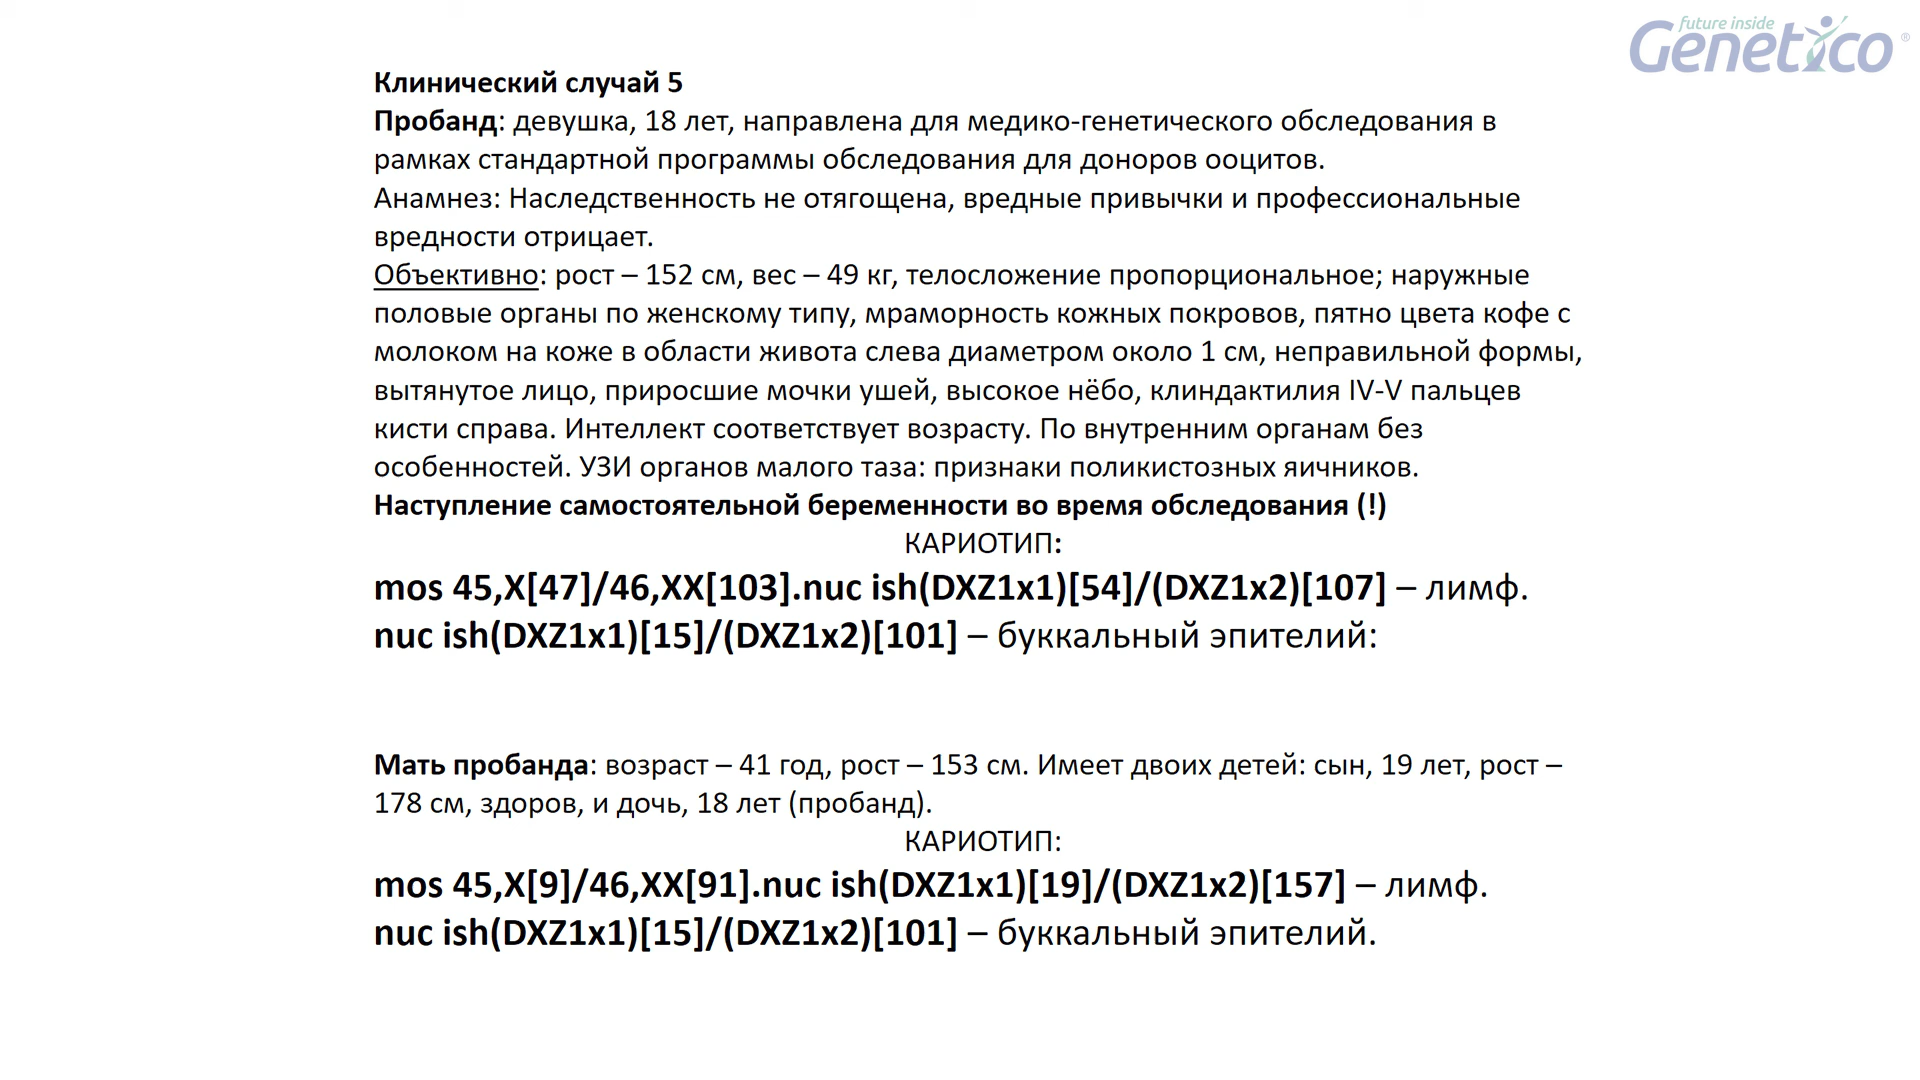 future inside
Genetico ®
Клинический случай 5
Пробанд: девушка, 18 лет, направлена для медико-генетического обследования в
рамках стандартной программы обследования для доноров ооцитов.
Анамнез: Наследственность не отягощена, вредные привычки и профессиональные
вредности отрицает.
Объективно: рост – 152 см, вес – 49 кг, телосложение пропорциональное; наружные
половые органы по женскому типу, мраморность кожных покровов, пятно цвета кофе с
молоком на коже в области живота слева диаметром около 1 см, неправильной формы,
вытянутое лицо, приросшие мочки ушей, высокое нёбо, клиндактилия IV-V пальцев
кисти справа. Интеллект соответствует возрасту. По внутренним органам без
особенностей. УЗИ органов малого таза: признаки поликистозных яичников.
Наступление самостоятельной беременности во время обследования (!)
КАРИОТИП:
mos 45,X[47]/46,XX[103].nuc ish(DXZ1x1)[54]/(DXZ1x2)[107] – лимф.
nuc ish(DXZ1x1)[15]/(DXZ1x2)[101] – буккальный эпителий:
Мать пробанда: возраст – 41 год, рост – 153 см. Имеет двоих детей: сын, 19 лет, рост –
178 см, здоров, и дочь, 18 лет (пробанд).
КАРИОТИП:
mos 45,X[9]/46,XX[91].nuc ish(DXZ1x1)[19]/(DXZ1x2)[157] – лимф.
nuc ish(DXZ1x1)[15]/(DXZ1x2)[101] – буккальный эпителий.